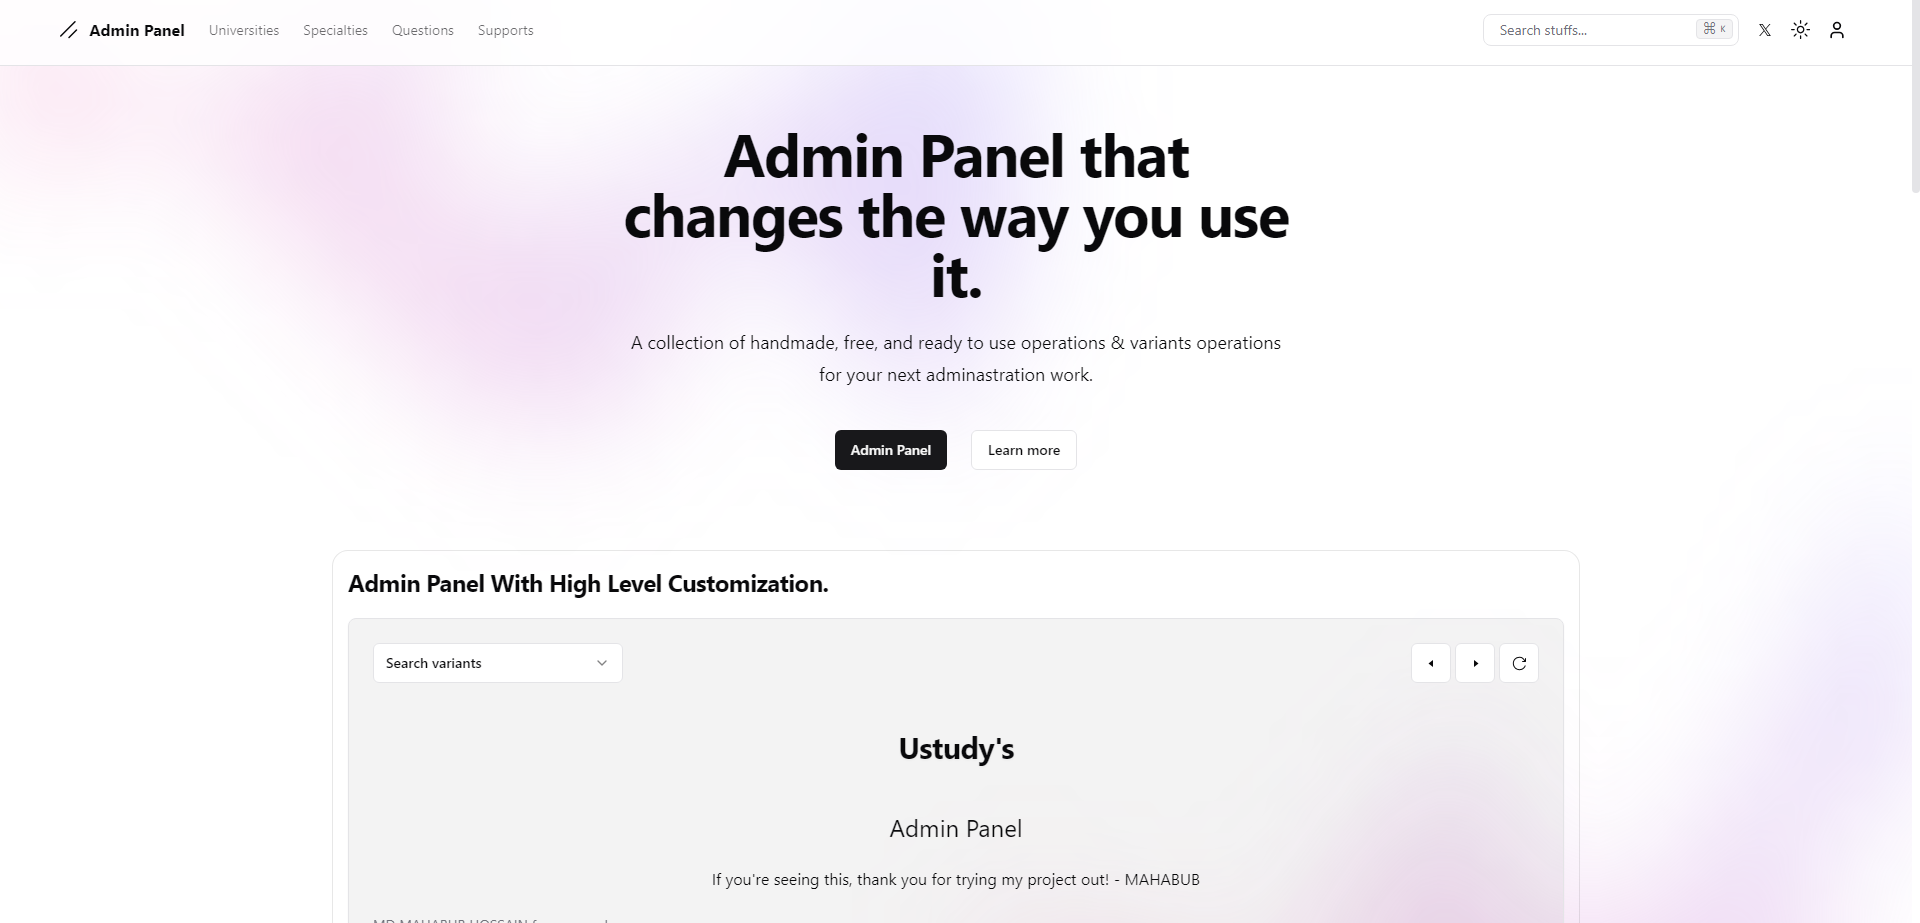 Admin Panel Universities Specialties Questions Supports Search stuffs... ⌘ K 𝕏
Admin Panel that
changes the way you use
it.
A collection of handmade, free, and ready to use operations & variants operations
for your next adminastration work.
Admin Panel Learn more
Admin Panel With High Level Customization.
Search variants
Ustudy's
Admin Panel
If you're seeing this, thank you for trying my project out! - MAHABUB
MD MAHABUB HOSSAIN